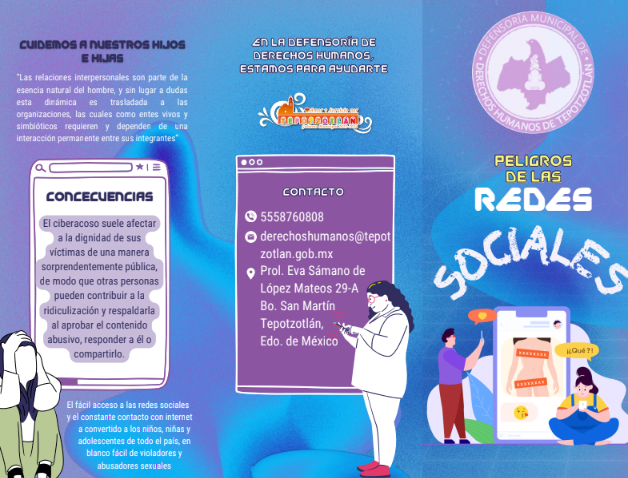 CUIDEMOS A NUESTROS HIJOS
E HIJAS
"Las relaciones interpersonales son parte de la
esencia natural del hombre, y sin lugar a dudas
esta dinámica es trasladada a las
organizaciones, las cuales como entes vivos y
simbióticos requieren y dependen de una
interacción permanente entre sus integrantes"
CONCECUENCIAS
El ciberacoso suele afectar
a la dignidad de sus
víctimas de una manera
sorprendentemente pública,
de modo que otras personas
pueden contribuir a la
ridiculización y respaldarla
al aprobar el contenido
abusivo, responder a él o
compartirlo.
El fácil acceso a las redes sociales
y el constante contacto con internet
a convertido a los niños, niñas y
adolescentes de todo el país, en
blanco fácil de violadores y
abusadores sexuales
EN LA DEFENSORÍA DE
DERECHOS HUMANOS,
ESTAMOS PARA AYUDARTE
TEPOTZOTLÁN
CONTACTO
5558760808
derechoshumanos@tepot
zotlan.gob.mx
Prol. Eva Sámano de
López Mateos 29-A
Bo. San Martín
Tepotzotlán,
Edo. de México
DEFENSORÍA MUNICIPAL DE
DERECHOS HUMANOS DE TEPOTZOTLÁN
PELIGROS
DE LAS
REDES
SOCIALES
¡¿Qué?!